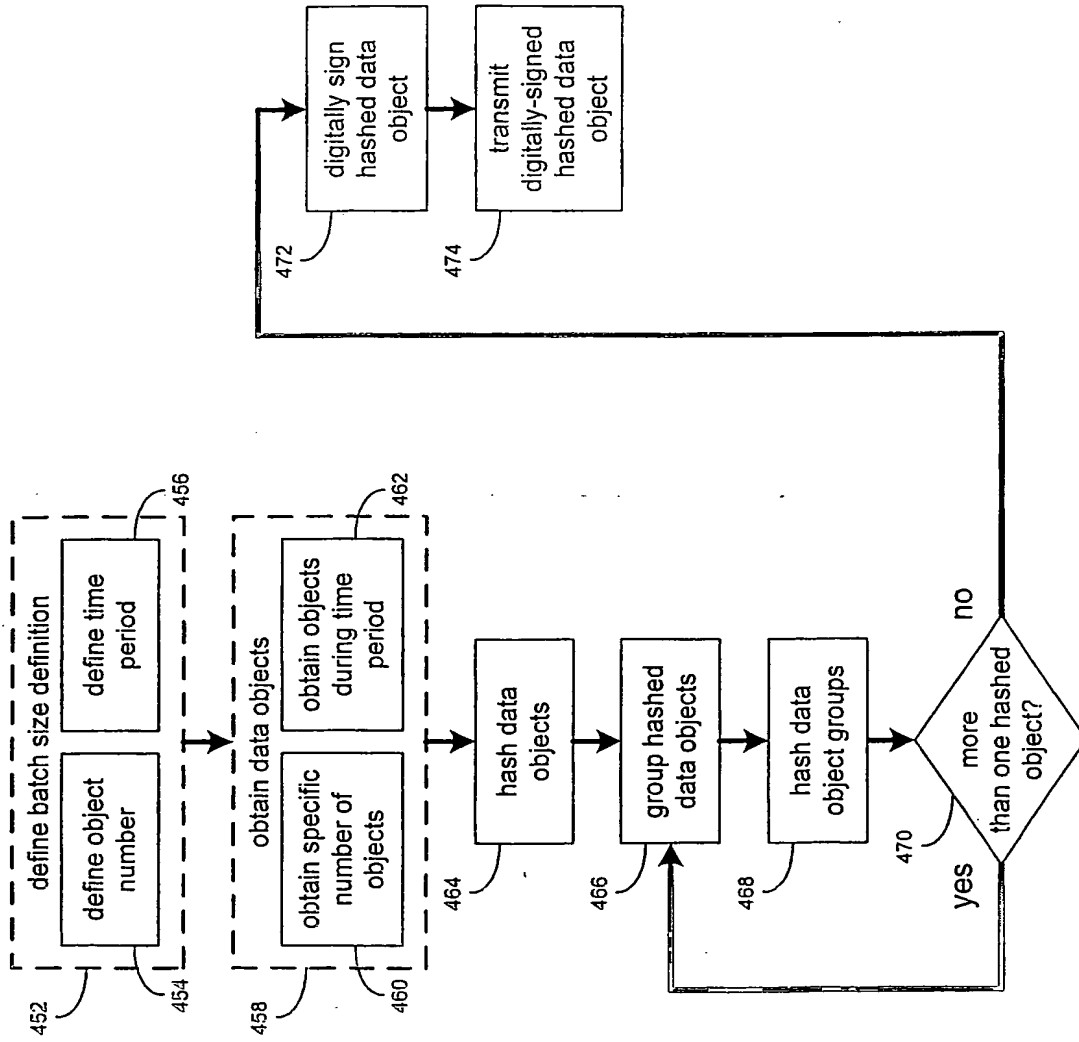 define batch size definition
452
define object
number
454
define time
period
456
obtain data objects
458
obtain specific
number of
objects
460
obtain objects
during time
period
462
hash data
objects
464
group hashed
data objects
466
hash data
object groups
468
more
than one hashed
object?
470
yes
no
digitally sign
hashed data
object
472
transmit
digitally-signed
hashed data
object
474